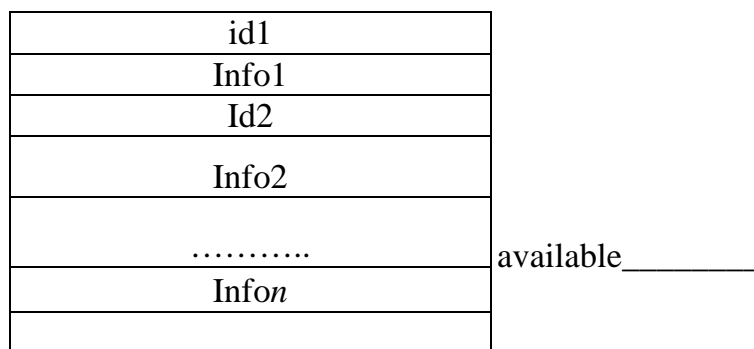 id1
Info1
Id2
Info2
………..
available________
Infon